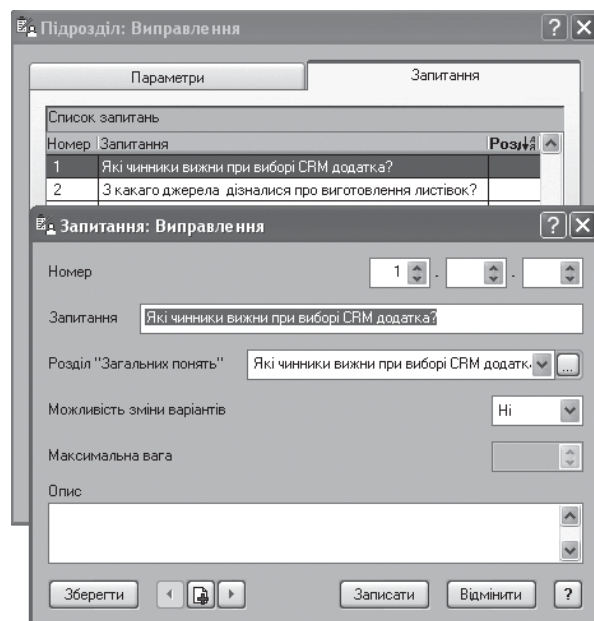 Підрозділ: Виправлення
Параметри Запитання
Список запитань
Номер Запитання
1 Які чинники вижни при виборі CRM додатка?
2 З какаго джерела дізналися про виготовлення листівок?
Запитання: Виправлення
Номер 1 . .
Запитання Які чинники вижни при виборі CRM додатка?
Розділ "Загальних понять" Які чинники вижни при виборі CRM додатк. ...
Можливість зміни варіантів Ні
Максимальна вага
Опис
Зберегти Записати Відмінити ?